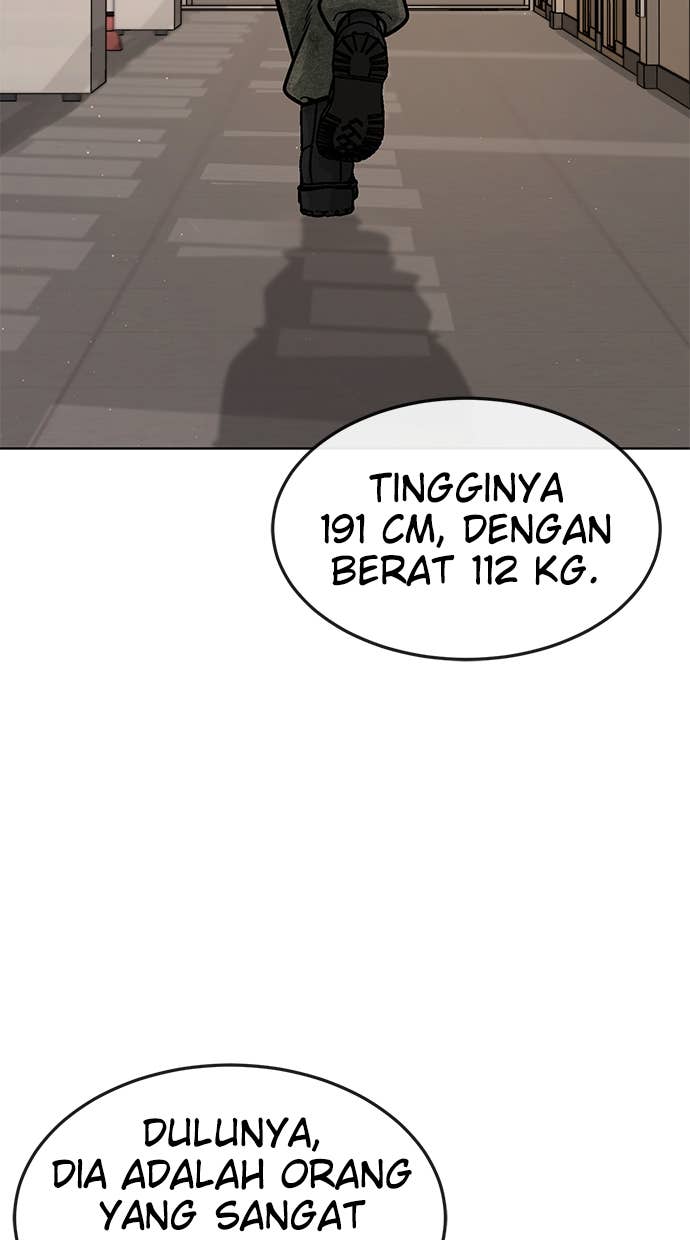 TINGGINYA
191 CM, DENGAN
BERAT 112 KG.
DULUNYA,
DIA ADALAH ORANG
YANG SANGAT